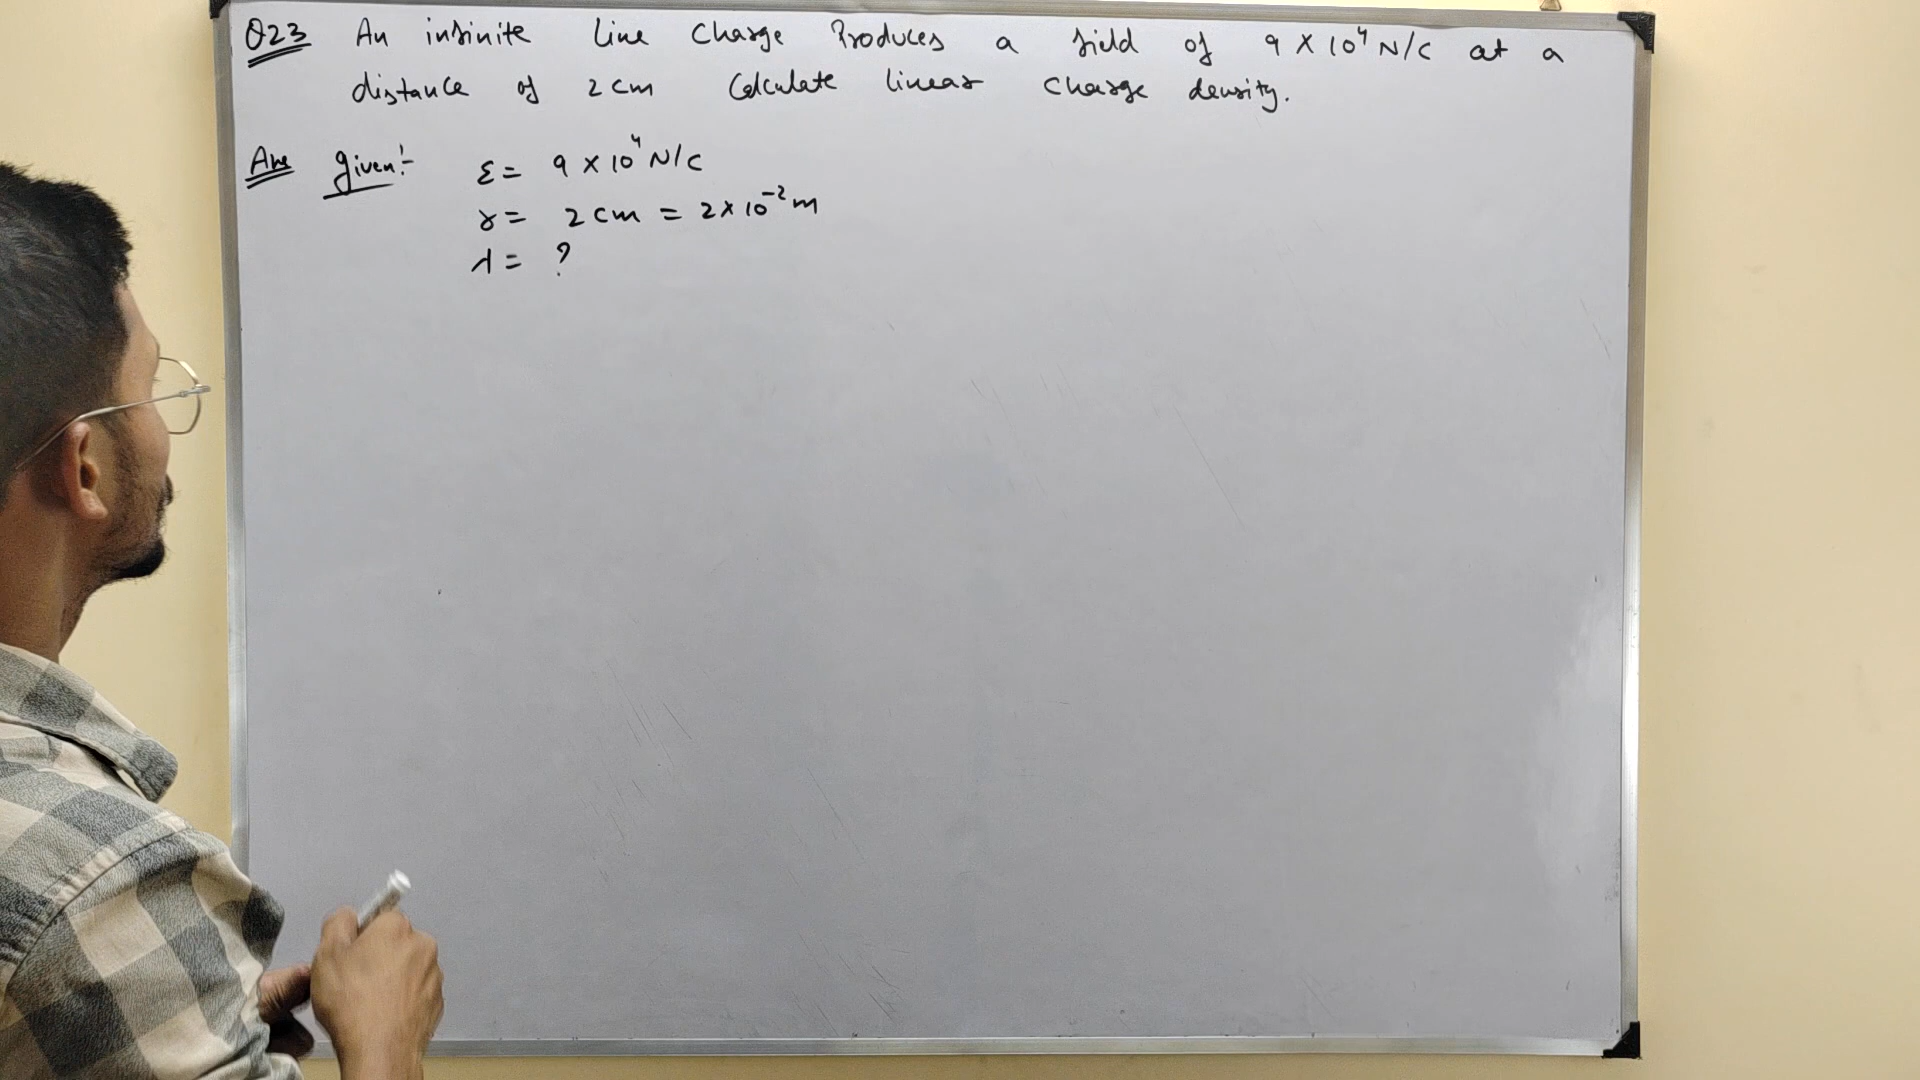 Q23 An infinite line charge Produces a field of 9 × 10⁴ N/C at a
distance of 2 cm Calculate linear charge density.
Ans given:- E = 9 × 10⁴ N/C
r = 2 cm = 2 × 10⁻² m
λ = ?